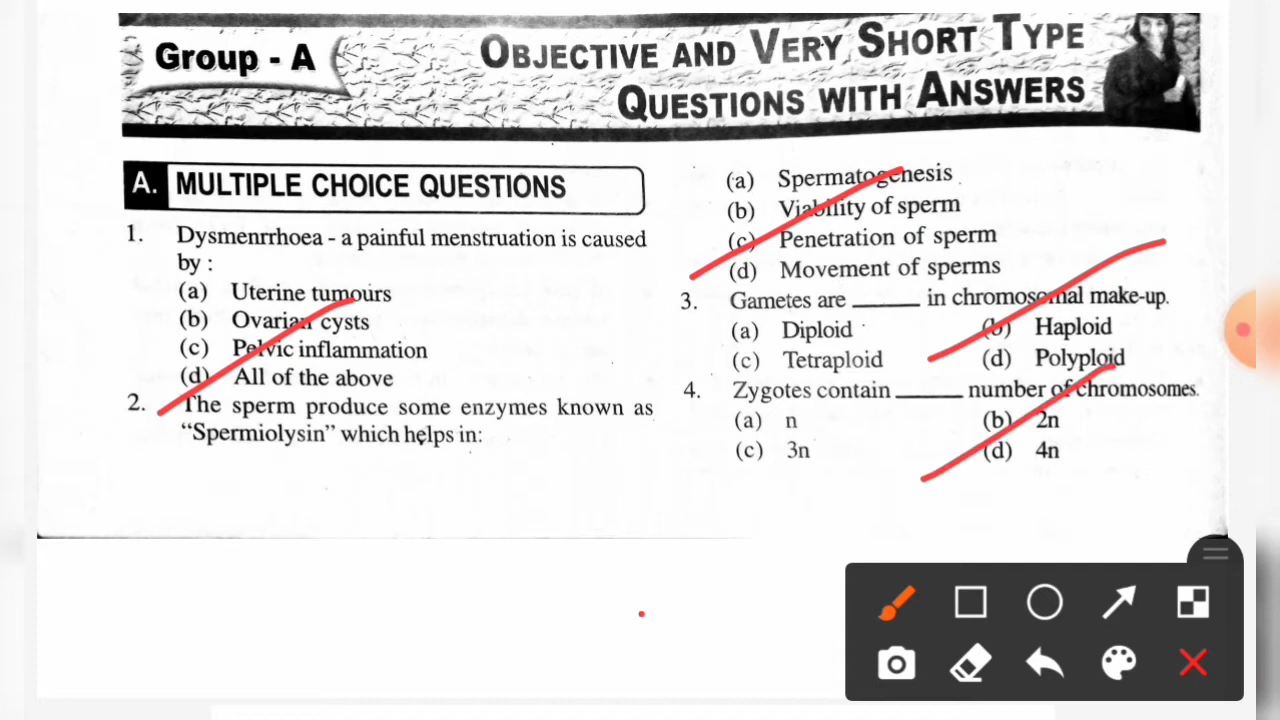 Group - A
OBJECTIVE AND VERY SHORT TYPE
QUESTIONS WITH ANSWERS
A. MULTIPLE CHOICE QUESTIONS
1. Dysmenrrhoea - a painful menstruation is caused
by :
(a) Uterine tumours
(b) Ovarian cysts
(c) Pelvic inflammation
(d) All of the above
2. The sperm produce some enzymes known as
“Spermiolysin” which helps in:
(a) Spermatogenesis
(b) Viability of sperm
(c) Penetration of sperm
(d) Movement of sperms
3. Gametes are ______ in chromosomal make-up.
(a) Diploid (b) Haploid
(c) Tetraploid (d) Polyploid
4. Zygotes contain ______ number of chromosomes.
(a) n (b) 2n
(c) 3n (d) 4n